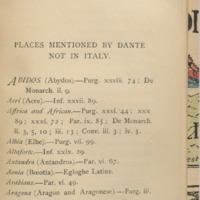 PLACES MENTIONED BY DANTE
NOT IN ITALY.
ABIDOS (Abydos).—Purg. xxviii. 74; De
Monarch. ii. 9.
Acri (Acre).—Inf. xxvii. 89.
Affrica and African.—Purg. xxvi. 44; xxx.
89; xxxi. 72; Par. ix. 85; De Monarch.
ii. 3, 5, 10; iii. 13; Conv. iii. 3; iv. 5.
Albia (Elbe).—Purg. vii. 99.
Altaforte.—Inf. xxix. 29.
Antandro (Antandros).—Par. vi. 67.
Aonia (Bœotia).—Egloghe Latine.
Arabians.—Par. vi. 49.
Aragona (Aragon and Aragonese).—Purg. iii.